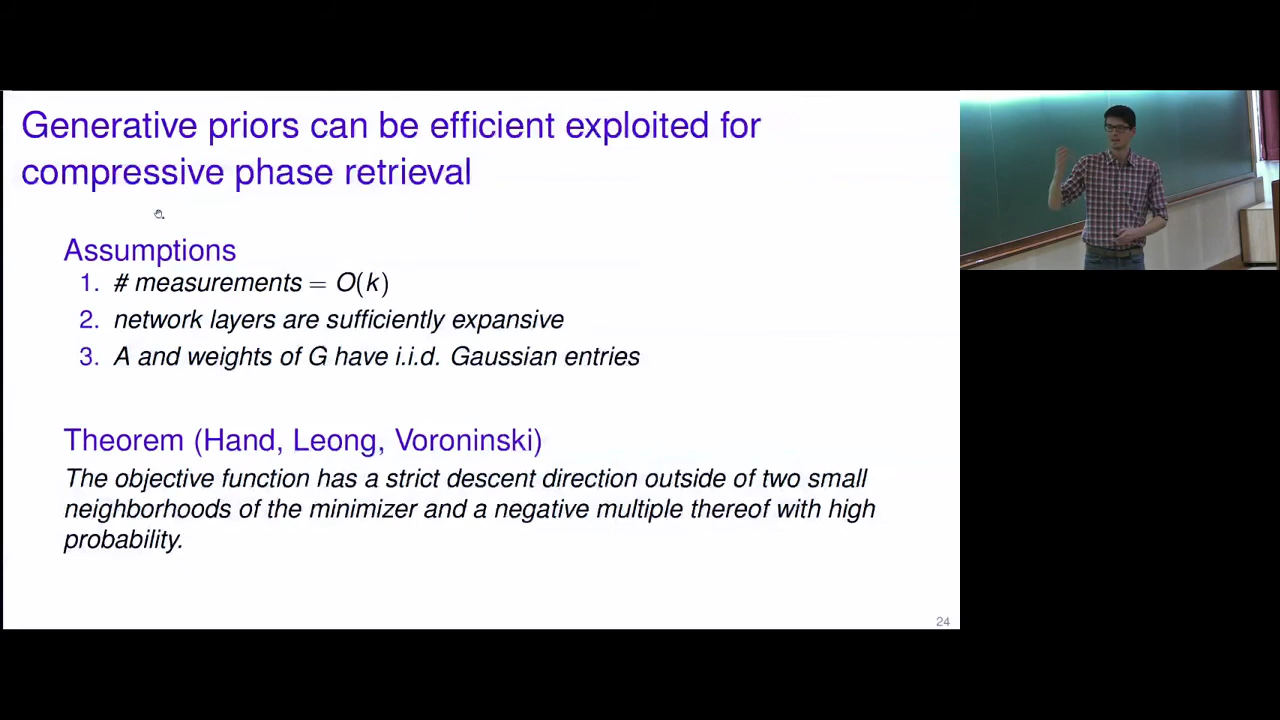 Generative priors can be efficient exploited for
compressive phase retrieval
Assumptions
1. # measurements = O(k)
2. network layers are sufficiently expansive
3. A and weights of G have i.i.d. Gaussian entries
Theorem (Hand, Leong, Voroninski)
The objective function has a strict descent direction outside of two small
neighborhoods of the minimizer and a negative multiple thereof with high
probability.
24